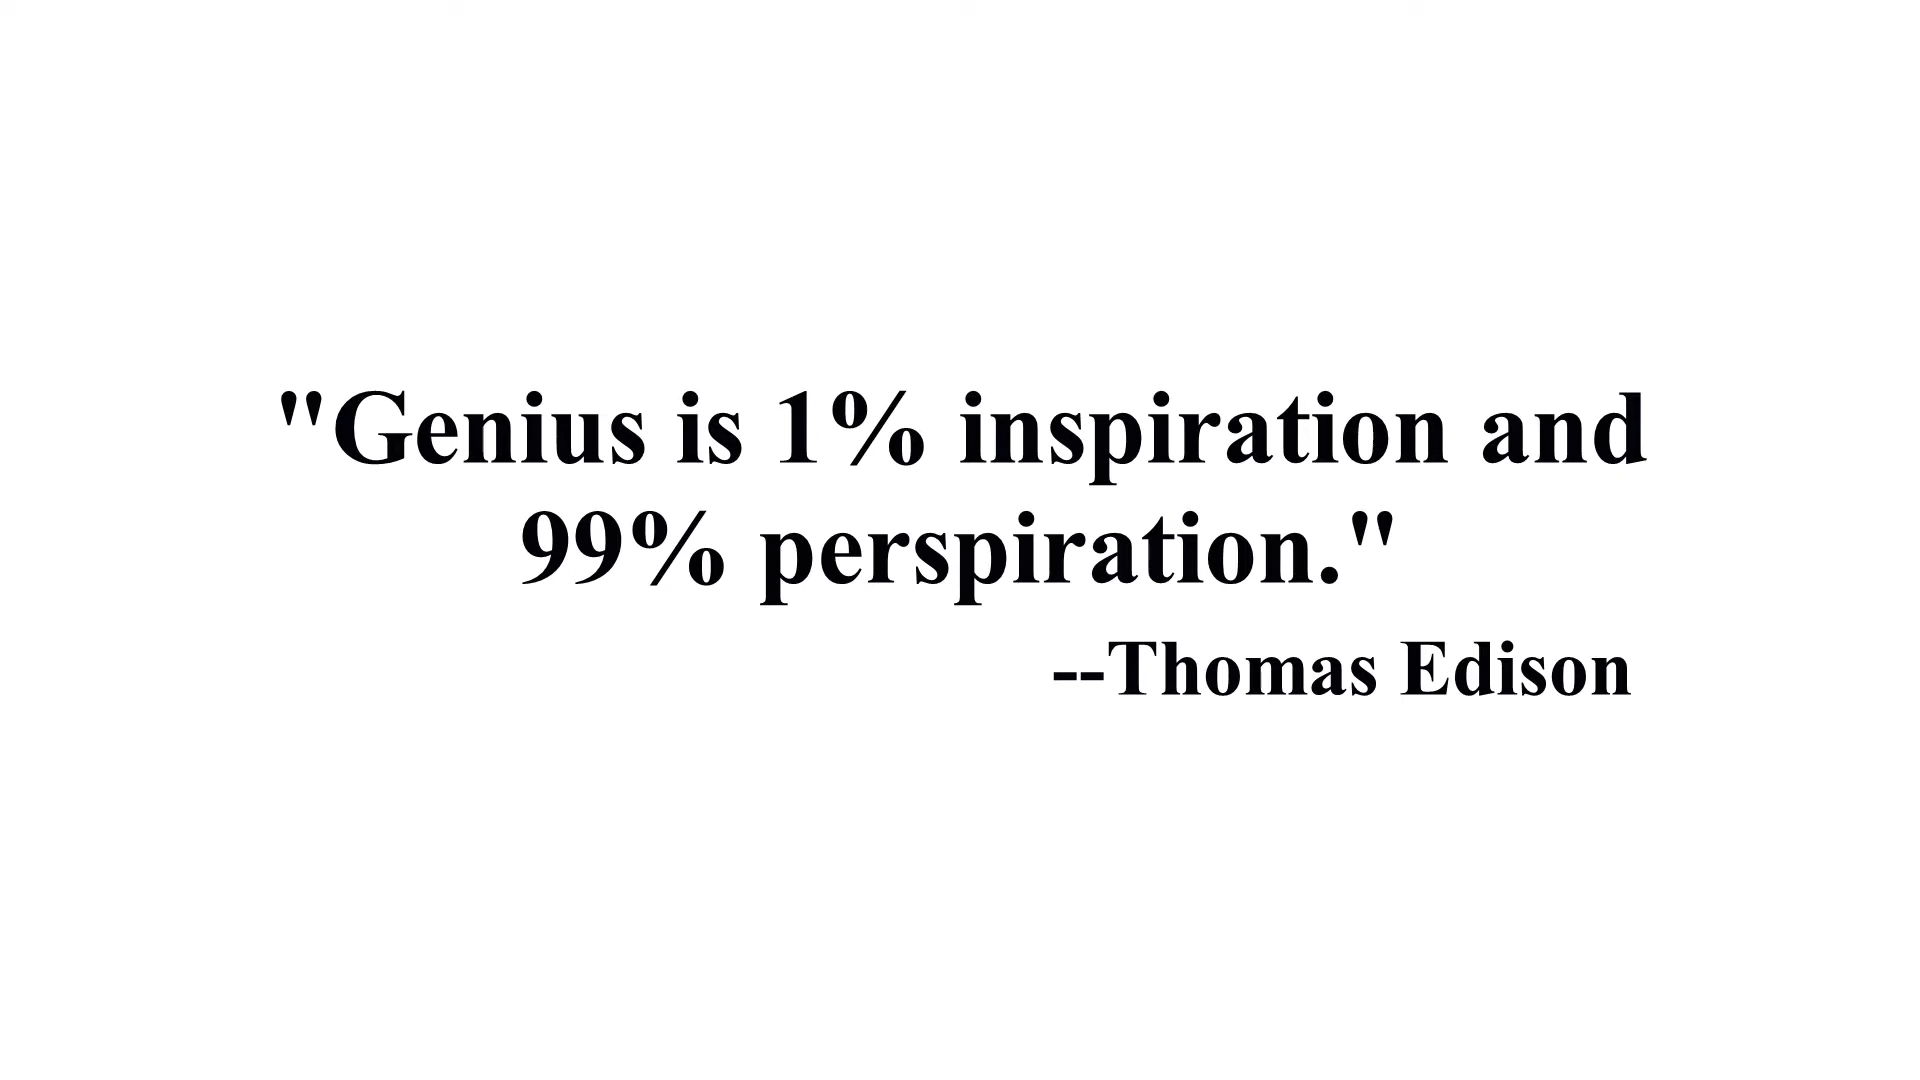 "Genius is 1% inspiration and
99% perspiration."
--Thomas Edison